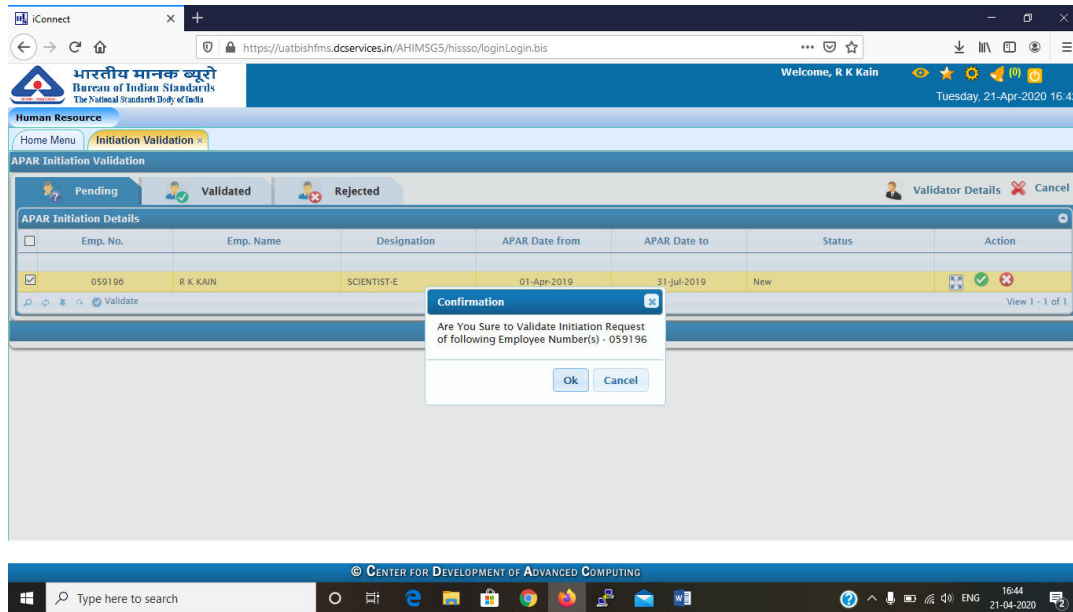 iConnect
https://uatbishfms.dcservices.in/AHIMSG5/hissso/loginLogin.bis
भारतीय मानक ब्यूरो
Bureau of Indian Standards
The National Standards Body of India
Welcome, R K Kain
(0)
Tuesday, 21-Apr-2020 16:4
Human Resource
Home Menu Initiation Validation
APAR Initiation Validation
Pending Validated Rejected Validator Details Cancel
APAR Initiation Details
Emp. No. Emp. Name Designation APAR Date from APAR Date to Status Action
059196 R K KAIN SCIENTIST-E 01-Apr-2019 31-Jul-2019 New
Validate View 1 - 1 of 1
Confirmation
Are You Sure to Validate Initiation Request
of following Employee Number(s) - 059196
Ok Cancel
© CENTER FOR DEVELOPMENT OF ADVANCED COMPUTING
Type here to search
ENG
16:44
21-04-2020
2